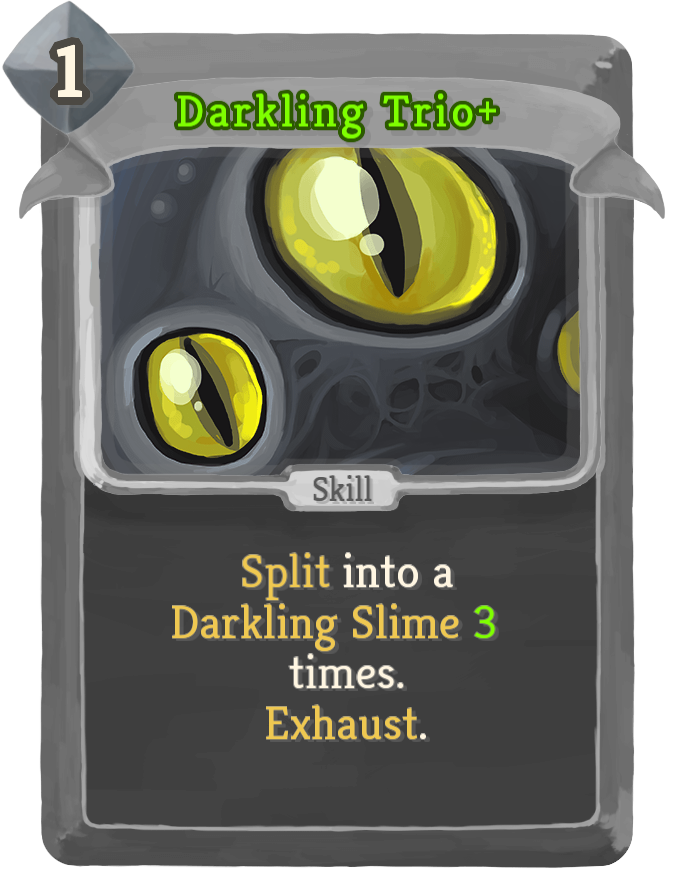 1
Darkling Trio+
Skill
Split into a
Darkling Slime 3
times.
Exhaust.